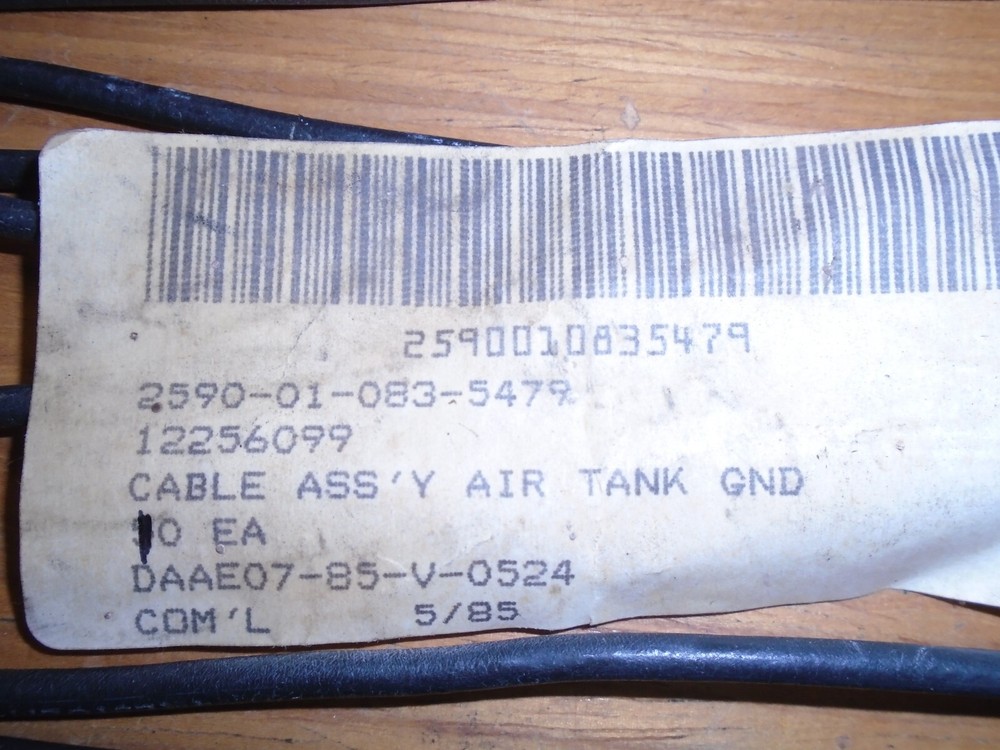 2590010835479
2590-01-083-5479
12256099
CABLE ASS'Y AIR TANK GND
EA
DAAE07-85-V-0524
COM'L 5/85